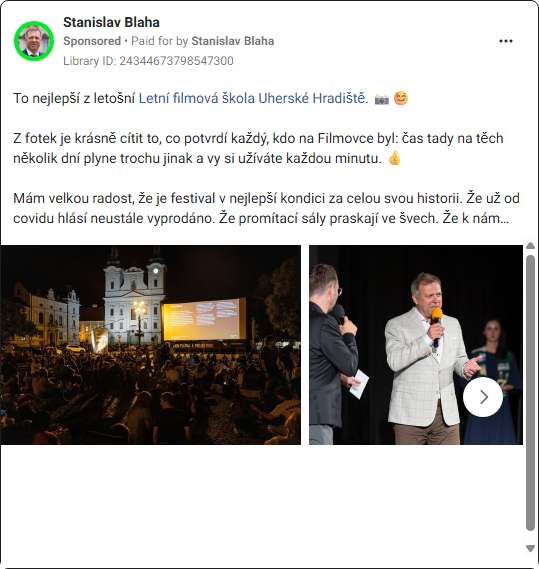 Stanislav Blaha
Sponsored • Paid for by Stanislav Blaha
Library ID: 24344673798547300
To nejlepší z letošní Letní filmová škola Uherské Hradiště. 📷 😊
Z fotek je krásně cítit to, co potvrdí každý, kdo na Filmovce byl: čas tady na těch
několik dní plyne trochu jinak a vy si užíváte každou minutu. 👍
Mám velkou radost, že je festival v nejlepší kondici za celou svou historii. Že už od
covidu hlásí neustále vyprodáno. Že promítací sály praskají ve švech. Že k nám...